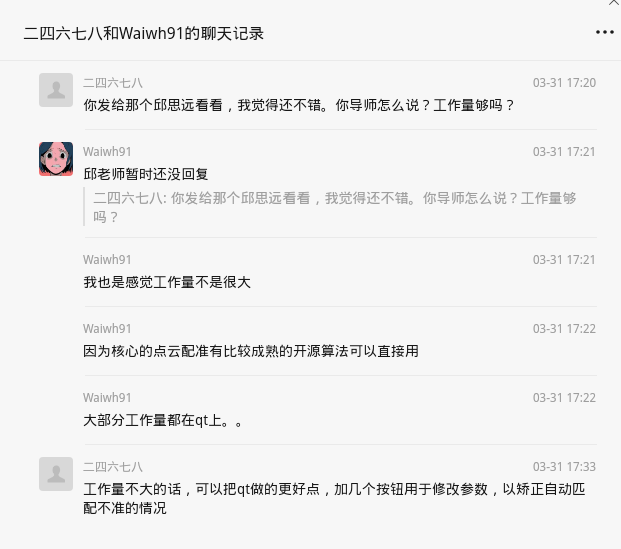 二四六七八和Waiwh91的聊天记录
二四六七八
03-31 17:20
你发给那个邱思远看看，我觉得还不错。你导师怎么说？工作量够吗？
Waiwh91
03-31 17:21
邱老师暂时还没回复
二四六七八: 你发给那个邱思远看看，我觉得还不错。你导师怎么说？工作量够
吗？
Waiwh91
03-31 17:21
我也是感觉工作量不是很大
Waiwh91
03-31 17:22
因为核心的点云配准有比较成熟的开源算法可以直接用
Waiwh91
03-31 17:22
大部分工作量都在qt上。。
二四六七八
03-31 17:33
工作量不大的话，可以把qt做的更好点，加几个按钮用于修改参数，以矫正自动匹
配不准的情况